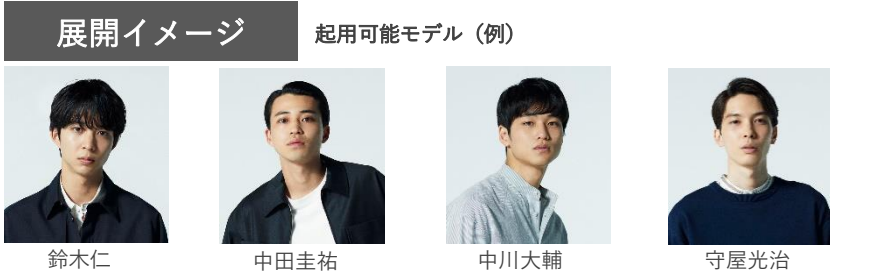 展開イメージ
起用可能モデル（例）
鈴木仁
中田圭祐
中川大輔
守屋光治